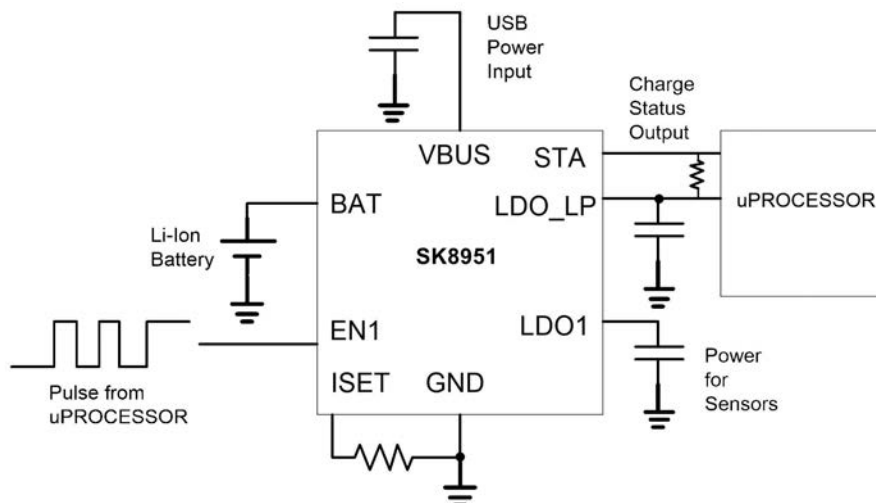 USB
Power
Input
Charge
Status
Output
VBUS
STA
BAT
LDO_LP
uPROCESSOR
Li-Ion
Battery
SK8951
EN1
LDO1
ISET
GND
Pulse from
uPROCESSOR
Power
for
Sensors